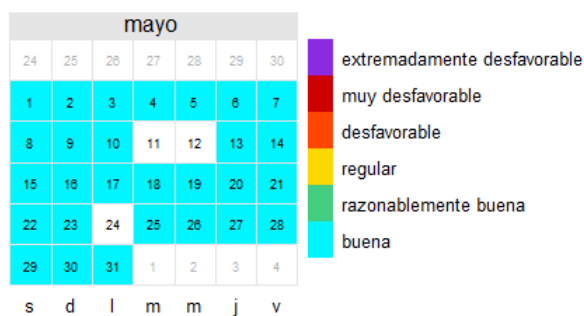 mayo
24 25 26 27 28 29 30
1 2 3 4 5 6 7
8 9 10 11 12 13 14
15 16 17 18 19 20 21
22 23 24 25 26 27 28
29 30 31 1 2 3 4
s d l m m j v
extremadamente desfavorable
muy desfavorable
desfavorable
regular
razonablemente buena
buena